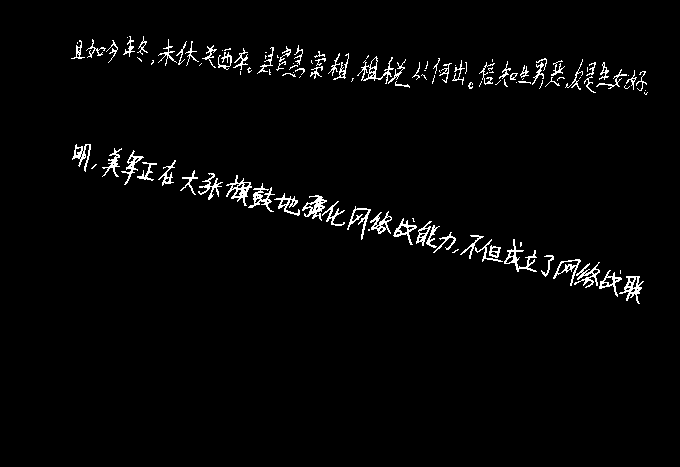 且如今年冬,未休关西卒。县官急索租,租税从何出。信知生男恶,反是生女好。
明,美军正在大张旗鼓地强化网络战能力,不但成立了网络战联